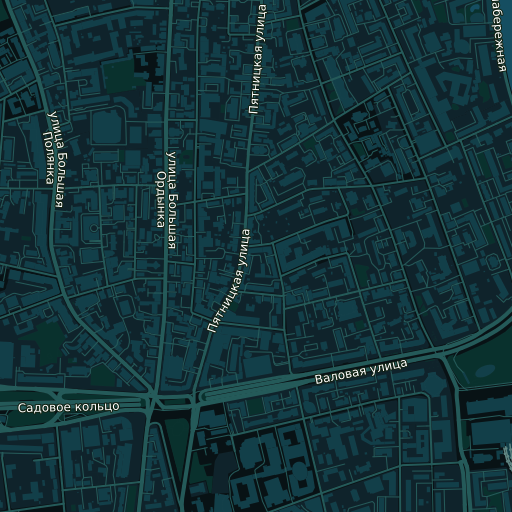 набережная
Пятницкая улица
улица Большая
Полянка
улица Большая
Ордынка
Пятницкая улица
Валовая улица
Садовое кольцо